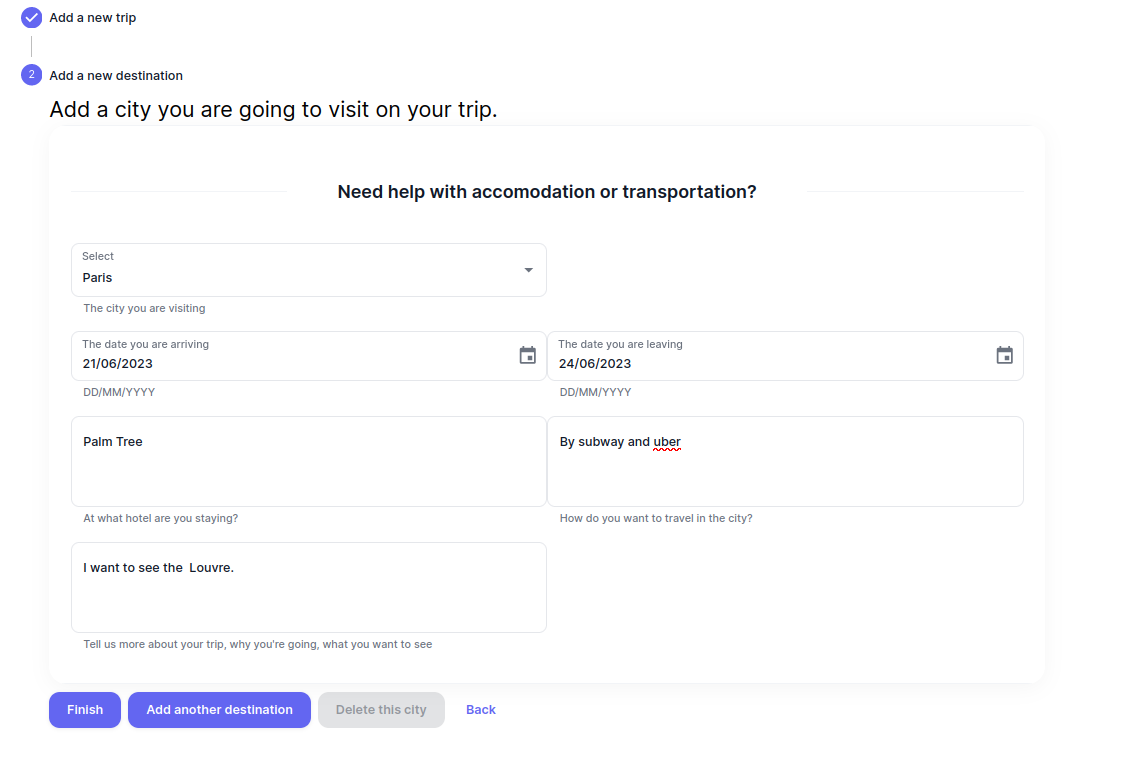 Add a new trip
2 Add a new destination
Add a city you are going to visit on your trip.
Need help with accomodation or transportation?
Select
Paris
The city you are visiting
The date you are arriving
21/06/2023
DD/MM/YYYY
The date you are leaving
24/06/2023
DD/MM/YYYY
Palm Tree
At what hotel are you staying?
By subway and uber
How do you want to travel in the city?
I want to see the  Louvre.
Tell us more about your trip, why you're going, what you want to see
Finish
Add another destination
Delete this city
Back